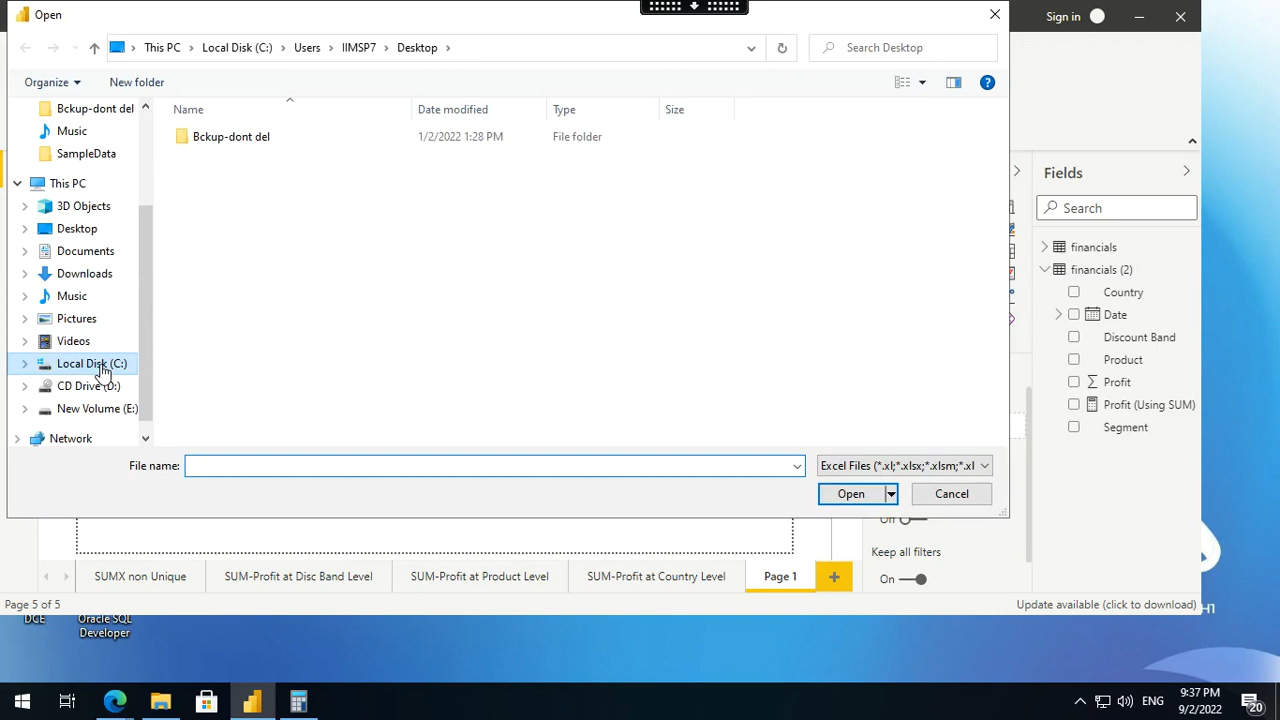 Open
Sign in
This PC > Local Disk (C:) > Users > IIMSP7 > Desktop >
Search Desktop
Organize
New folder
Bckup-dont del
Music
SampleData
This PC
3D Objects
Desktop
Documents
Downloads
Music
Pictures
Videos
Local Disk (C:)
CD Drive (D:)
New Volume (E:)
Network
Name
Date modified
Type
Size
Bckup-dont del
1/2/2022 1:28 PM
File folder
File name:
Excel Files (*.xl;*.xlsx;*.xlsm;*.xl
Open
Cancel
Fields
Search
financials
financials (2)
Country
Date
Discount Band
Product
Profit
Profit (Using SUM)
Segment
Off
Keep all filters
On
SUMX non Unique
SUM-Profit at Disc Band Level
SUM-Profit at Product Level
SUM-Profit at Country Level
Page 1
Page 5 of 5
Update available (click to download)
H1
DCE
Oracle SQL
Developer
ENG
9:37 PM
9/2/2022
20